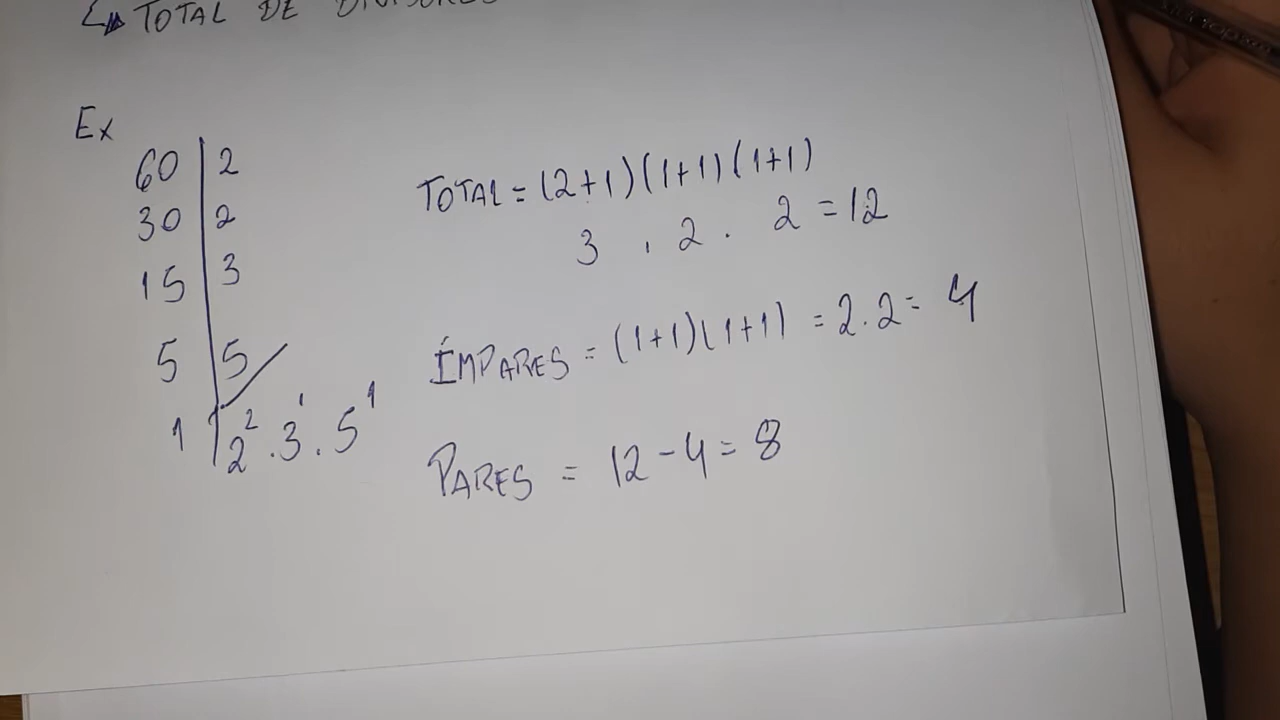 ↳ TOTAL DE DIVISORES
Ex
60 | 2
30 | 2
15 | 3
5 | 5
1 | 2² . 3¹ . 5¹
TOTAL = (2+1)(1+1)(1+1)
3 . 2 . 2 = 12
ÍMPARES = (1+1)(1+1) = 2.2 = 4
PARES = 12 - 4 = 8